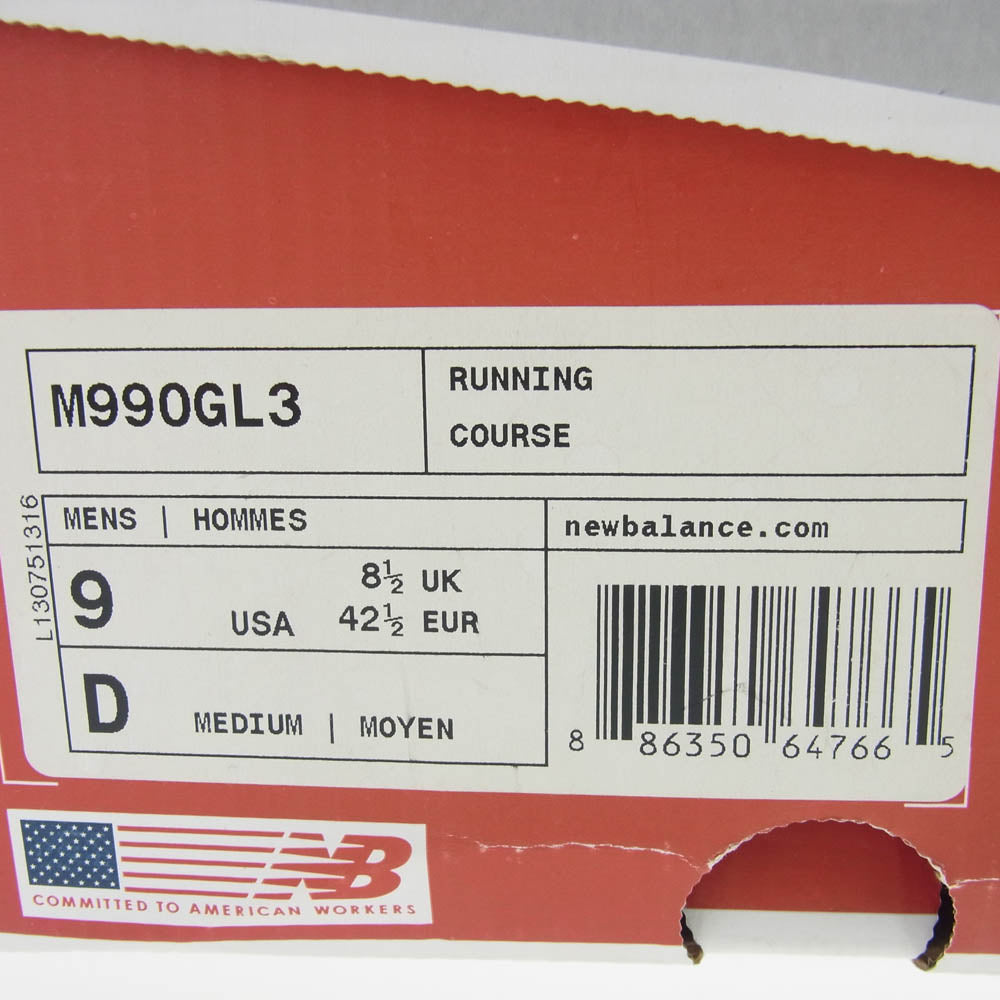 M990GL3
RUNNING
COURSE
L130751316
MENS | HOMMES
newbalance.com
9
8½ UK
USA 42½ EUR
D
MEDIUM | MOYEN
8 86350 64766 5
NB
COMMITTED TO AMERICAN WORKERS